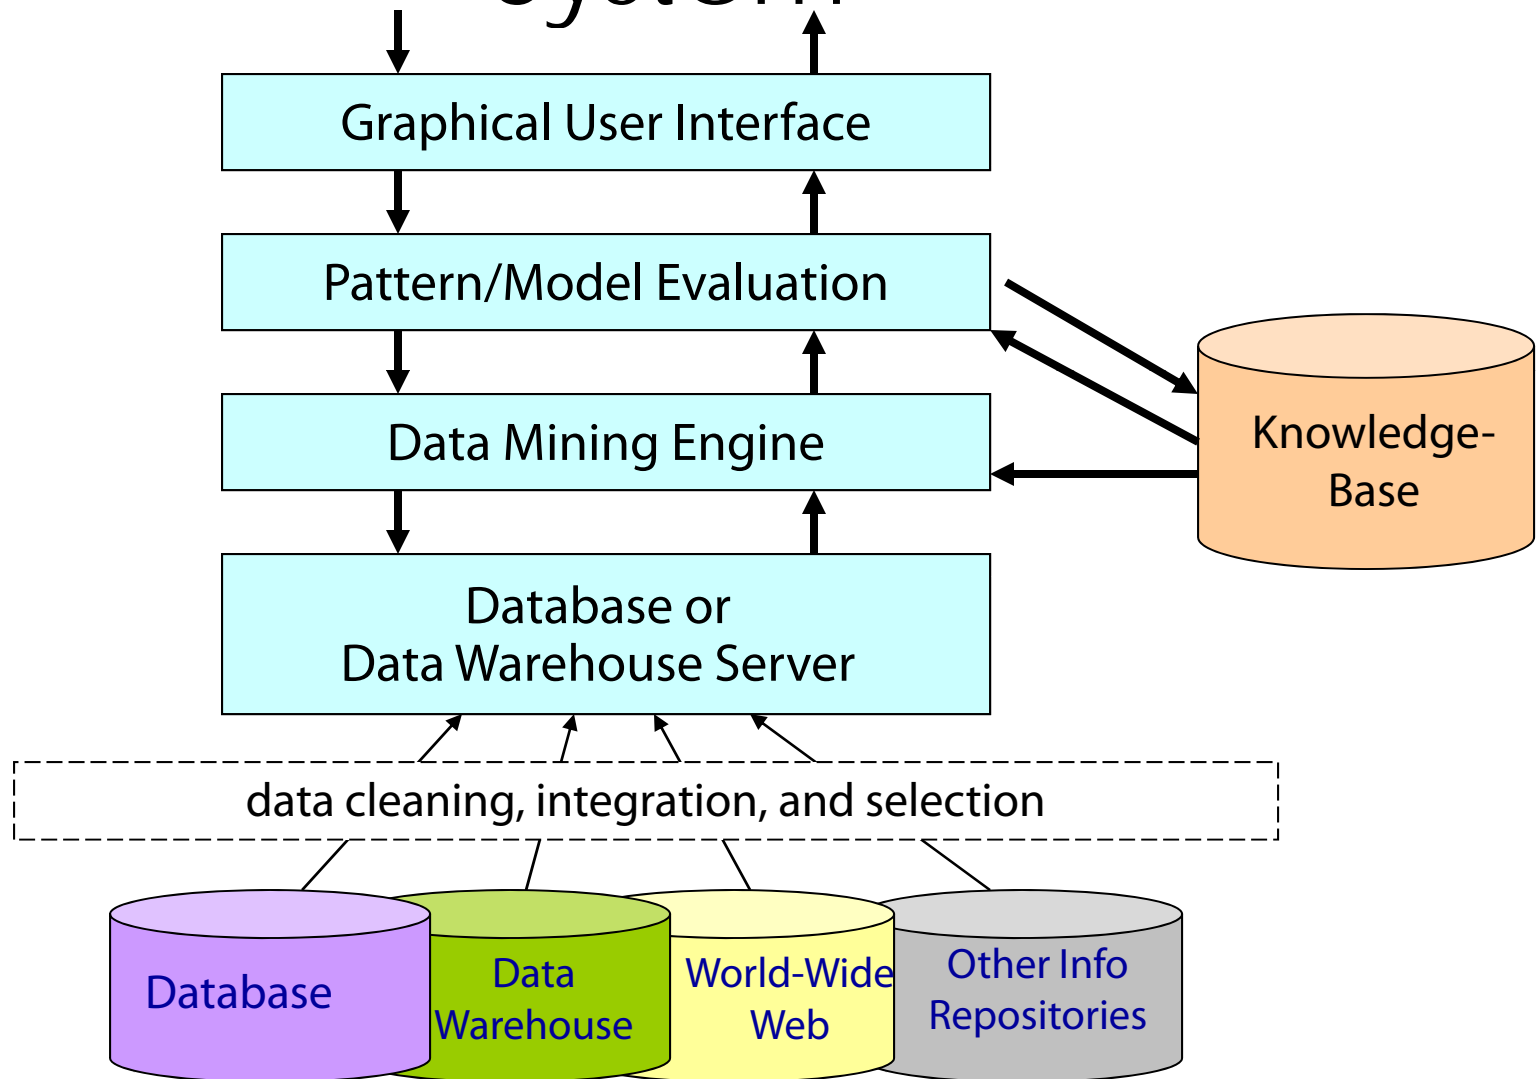 System
Graphical User Interface
Pattern/Model Evaluation
Data Mining Engine
Knowledge-
Base
Database or
Data Warehouse Server
data cleaning, integration, and selection
Database
Data
Warehouse
World-Wide
Web
Other Info
Repositories